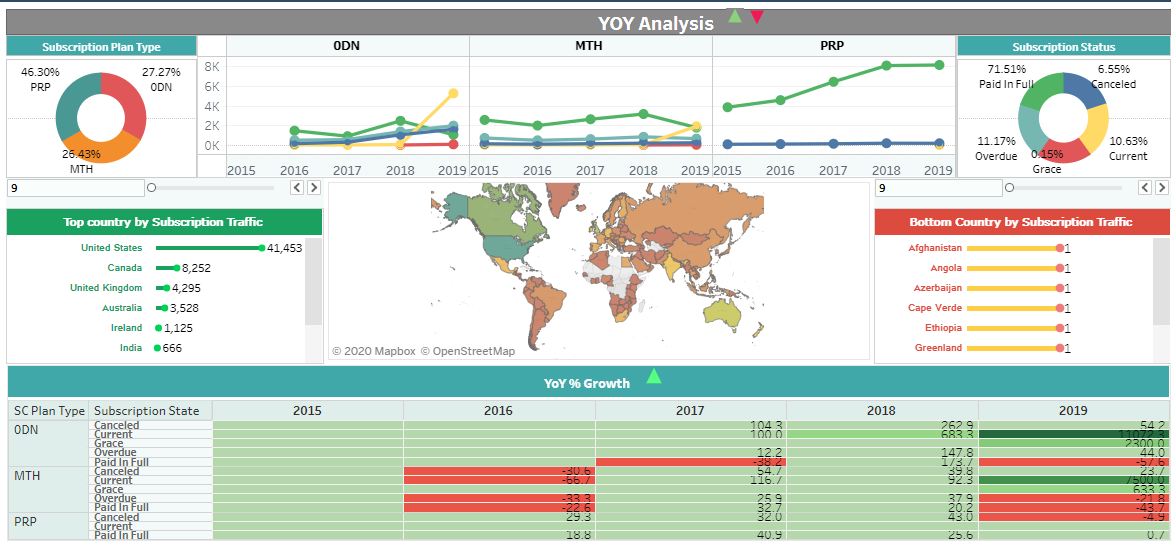 YOY Analysis
Subscription Plan Type
0DN
MTH
PRP
Subscription Status
46.30%
PRP
27.27%
0DN
26.43%
MTH
8K
6K
4K
2K
0K
2015 2016 2017 2018 2019
2015 2016 2017 2018 2019
2015 2016 2017 2018 2019
71.51%
Paid In Full
6.55%
Canceled
11.17%
Overdue
0.15%
Grace
10.63%
Current
9
9
Top country by Subscription Traffic
United States 41,453
Canada 8,252
United Kingdom 4,295
Australia 3,528
Ireland 1,125
India 666
© 2020 Mapbox © OpenStreetMap
Bottom Country by Subscription Traffic
Afghanistan 1
Angola 1
Azerbaijan 1
Cape Verde 1
Ethiopia 1
Greenland 1
YoY % Growth
SC Plan Type Subscription State 2015 2016 2017 2018 2019
0DN Canceled 104.3 262.9 54.2
Current 100.0 683.3 11072.3
Grace 2300.0
Overdue 12.2 147.8 44.0
Paid In Full -38.2 173.7 -57.6
MTH Canceled -30.6 54.7 39.8 23.7
Current -66.7 116.7 92.3 7500.0
Grace 633.3
Overdue -33.3 25.9 37.9 -21.8
Paid In Full -22.6 32.7 20.2 -43.7
PRP Canceled 29.3 32.0 43.0 -4.9
Current
Paid In Full 18.8 40.9 25.6 0.7